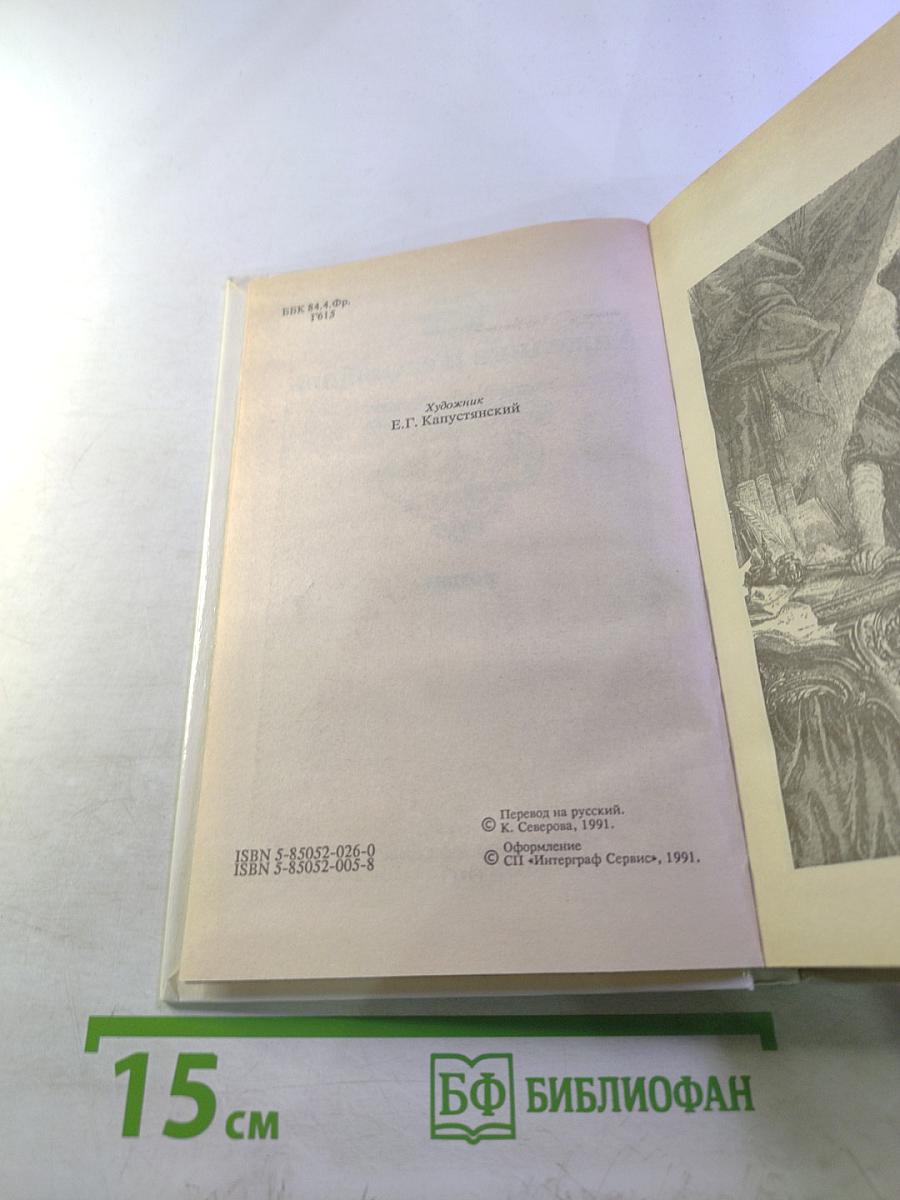 ББК 84.4.Фр.
Г615
Художник
Е.Г. Капустянский
ISBN 5-85052-026-0
ISBN 5-85052-005-8
© Перевод на русский.
К. Северова, 1991.
© Оформление
СП «Интерграф Сервис», 1991.
15 см
БФ БИБЛИОФАН